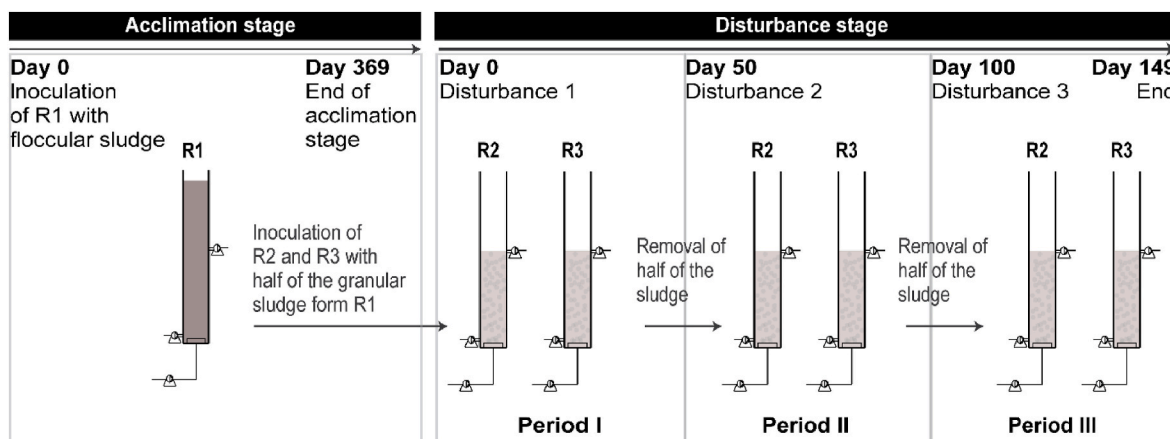 Acclimation stage
Disturbance stage
Day 0
Inoculation
of R1 with
floccular sludge
Day 369
End of
acclimation
stage
R1
Inoculation of
R2 and R3 with
half of the granular
sludge form R1
Day 0
Disturbance 1
R2
R3
Period I
Removal of
half of the
sludge
Day 50
Disturbance 2
R2
R3
Period II
Removal of
half of the
sludge
Day 100
Disturbance 3
Day 149
End
R2
R3
Period III